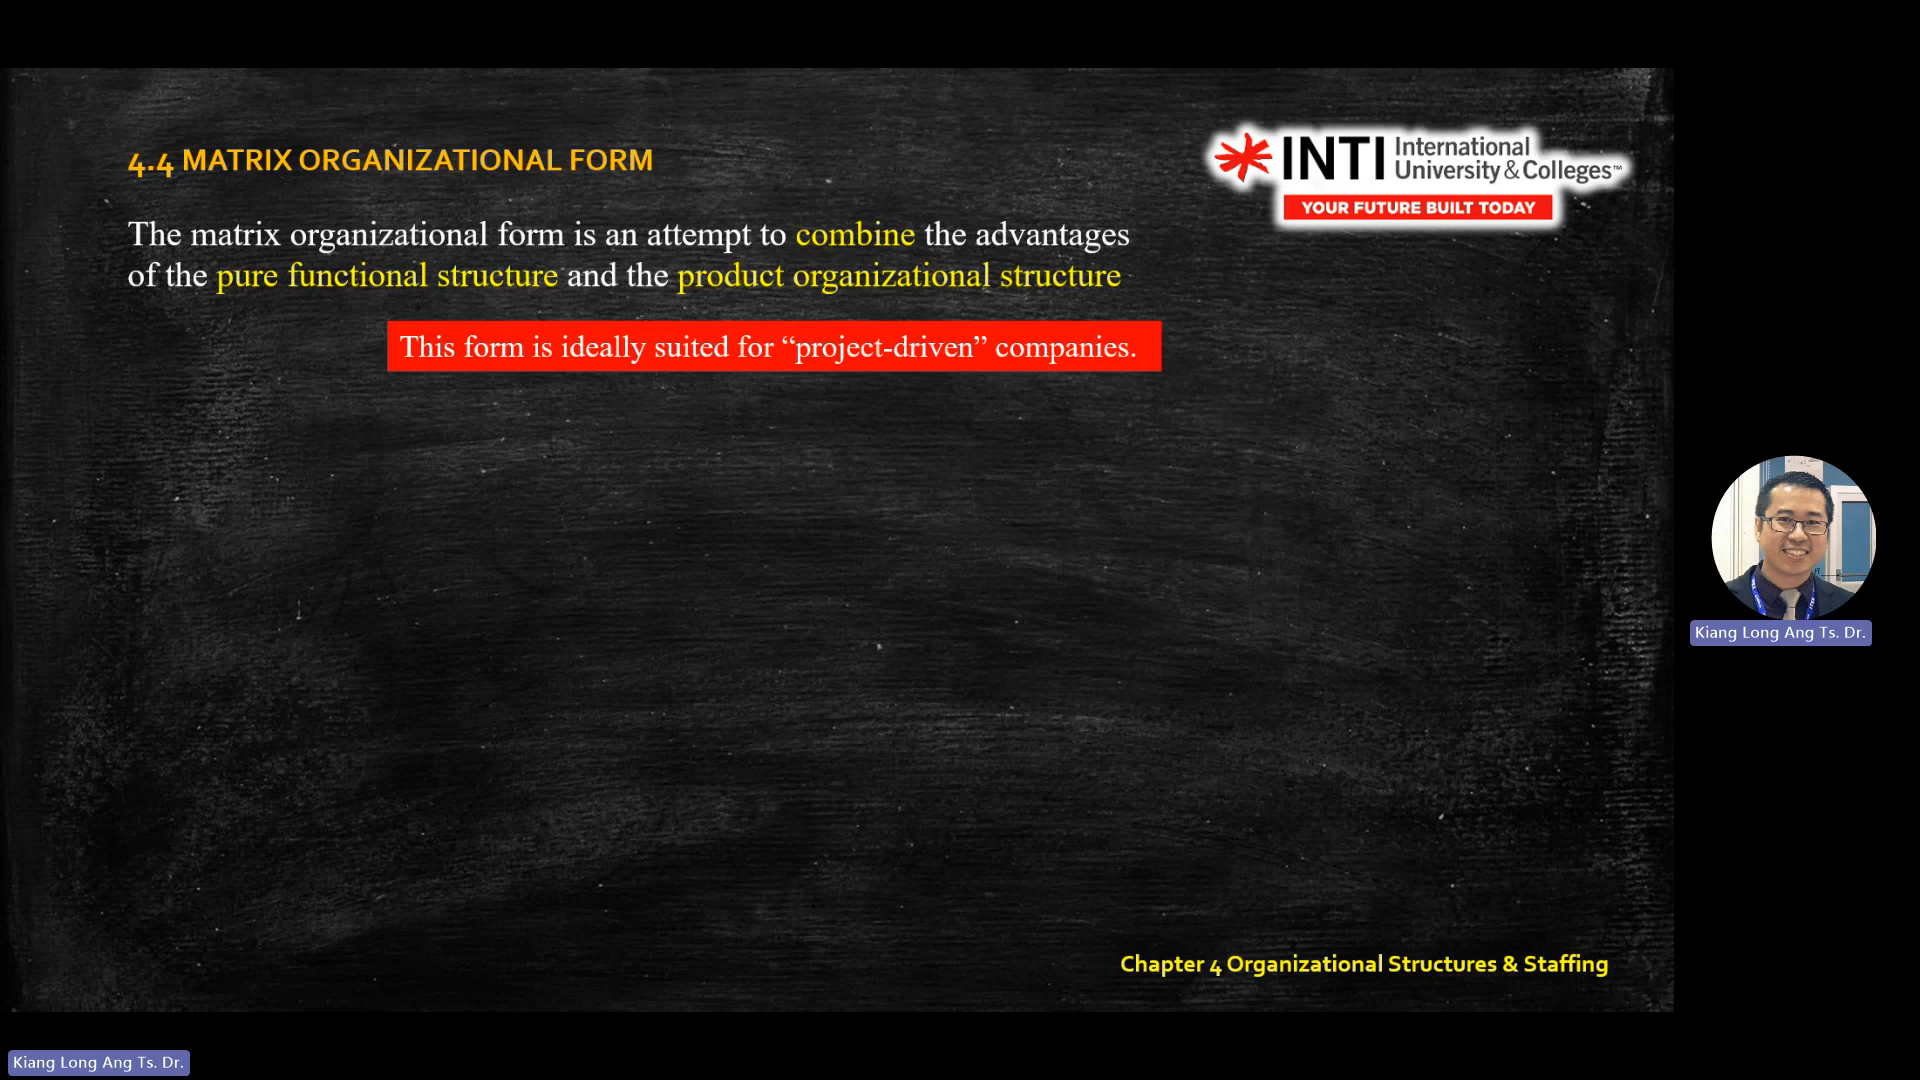 4.4 MATRIX ORGANIZATIONAL FORM
INTI International
University & Colleges™
YOUR FUTURE BUILT TODAY
The matrix organizational form is an attempt to combine the advantages
of the pure functional structure and the product organizational structure
This form is ideally suited for “project-driven” companies.
Kiang Long Ang Ts. Dr.
Chapter 4 Organizational Structures & Staffing
Kiang Long Ang Ts. Dr.